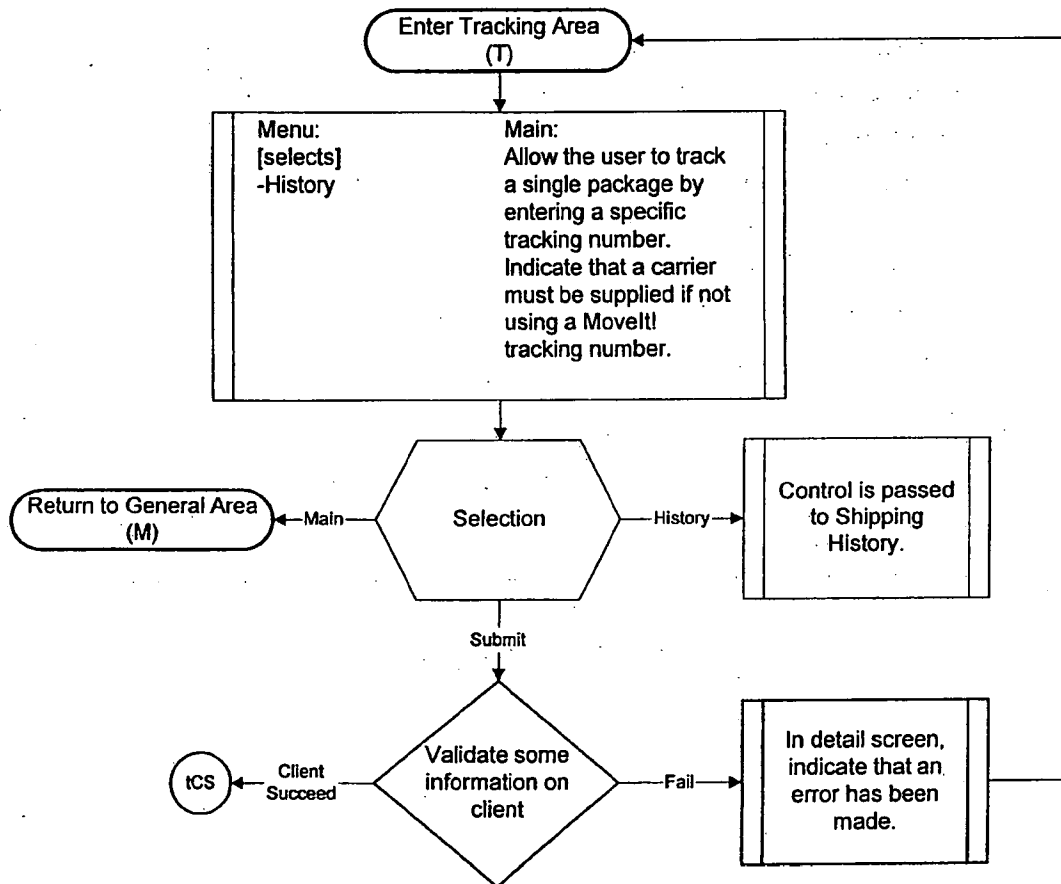 Enter Tracking Area
(T)
Menu:
[selects]
-History
Main:
Allow the user to track
a single package by
entering a specific
tracking number.
Indicate that a carrier
must be supplied if not
using a MoveIt!
tracking number.
Return to General Area
(M)
Main
Selection
History
Control is passed
to Shipping
History.
Submit
tCS
Client
Succeed
Validate some
information on
client
Fail
In detail screen,
indicate that an
error has been
made.